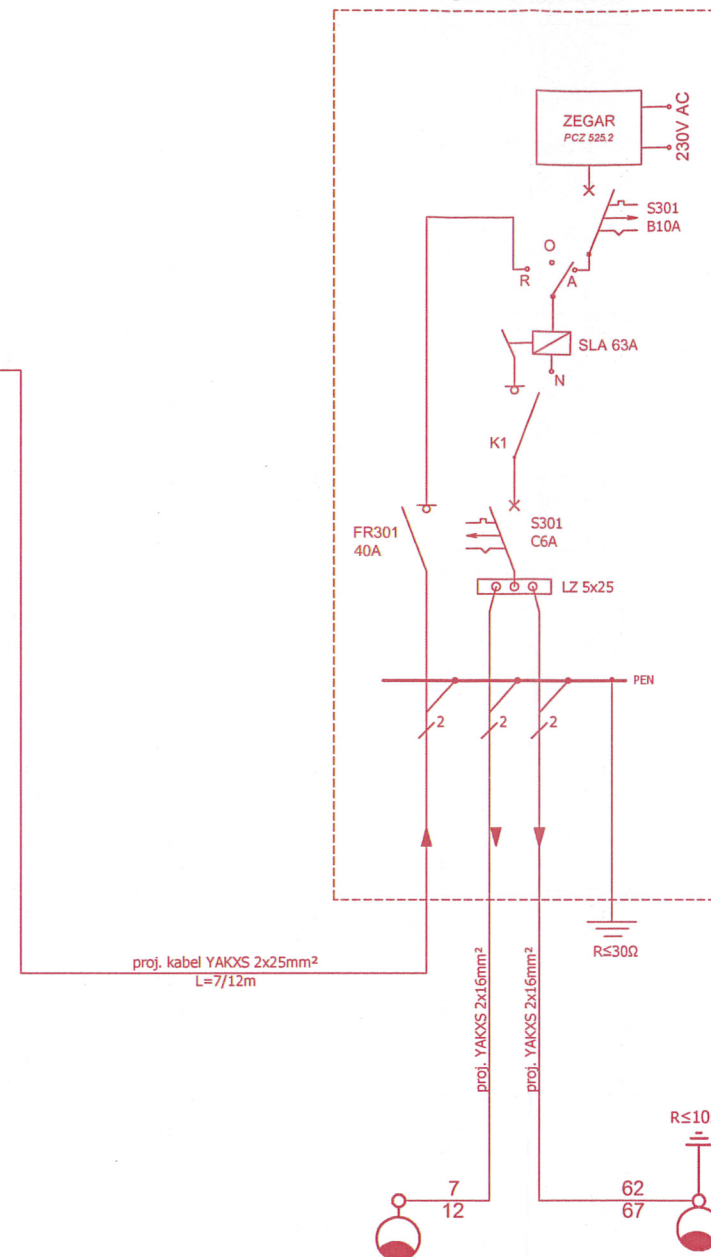 ZEGAR
PCZ 525.2
230V AC
S301
B10A
O
R
A
SLA 63A
N
K1
FR301
40A
S301
C6A
LZ 5x25
PEN
2
2
2
R≤30Ω
proj. kabel YAKXS 2x25mm²
L=7/12m
proj. YAKXS 2x16mm²
proj. YAKXS 2x16mm²
R≤10
7
12
62
67